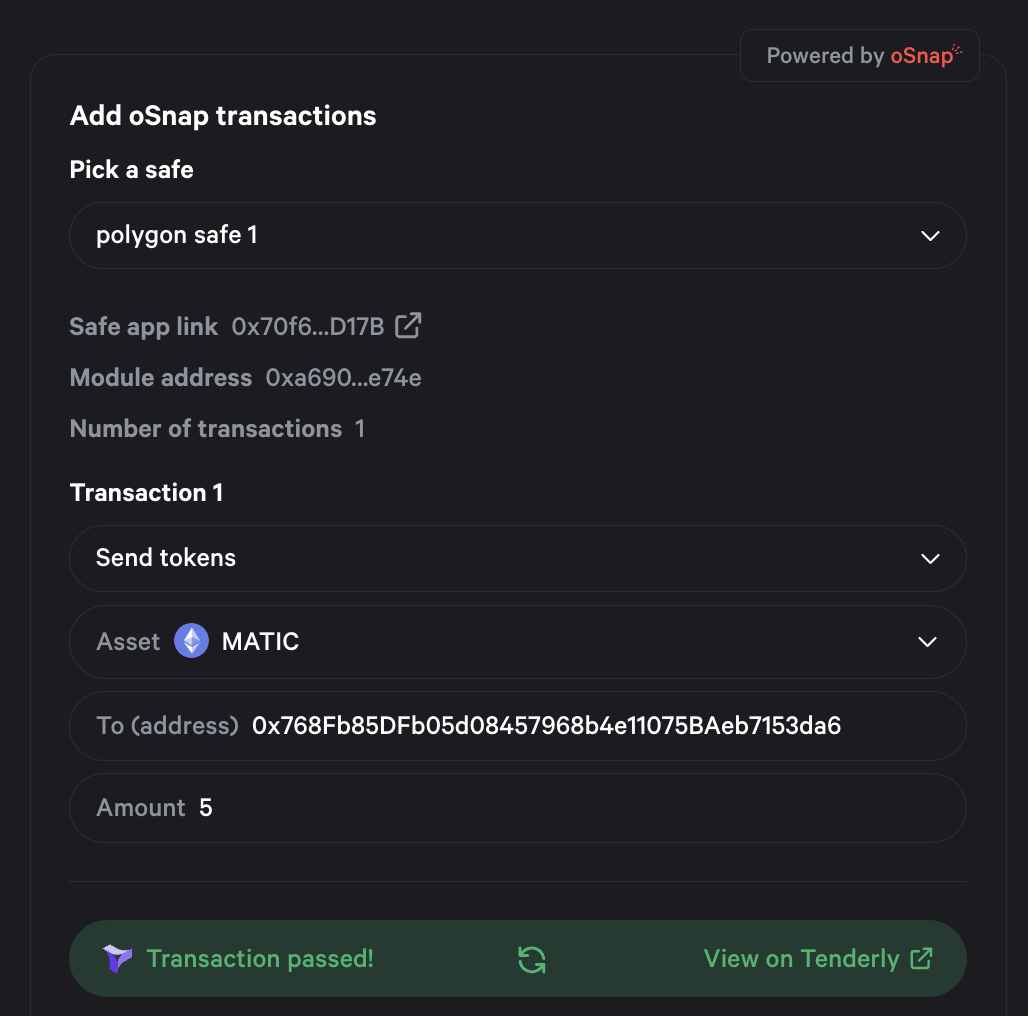 Powered by oSnap
Add oSnap transactions
Pick a safe
polygon safe 1
Safe app link 0x70f6...D17B
Module address 0xa690...e74e
Number of transactions 1
Transaction 1
Send tokens
Asset MATIC
To (address) 0x768Fb85DFb05d08457968b4e11075BAeb7153da6
Amount 5
Transaction passed! View on Tenderly